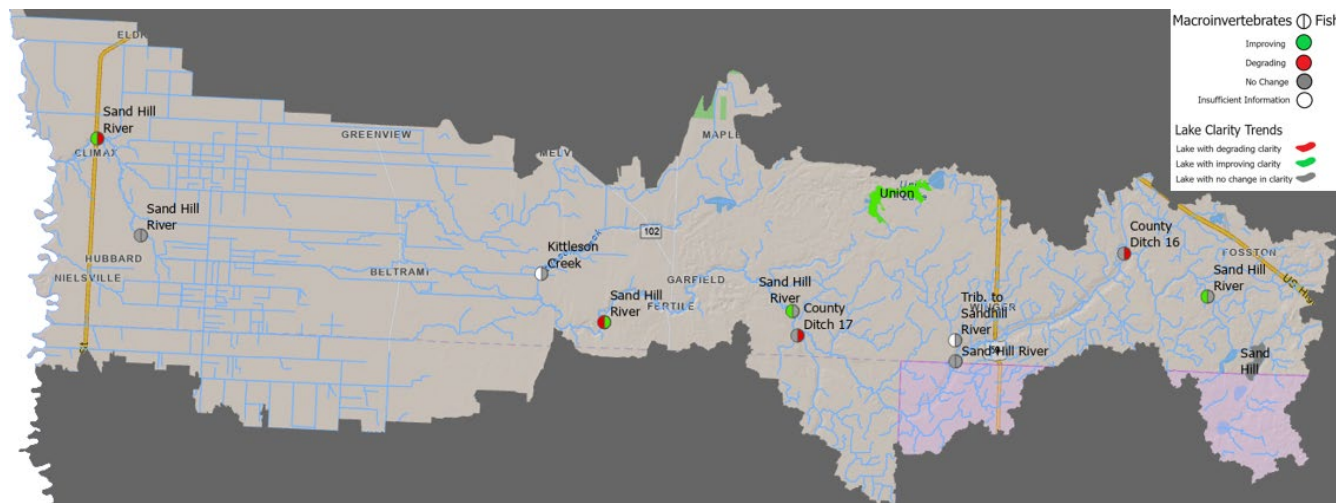 Macroinvertebrates Fish
Improving
Degrading
No Change
Insufficient Information
Lake Clarity Trends
Lake with degrading clarity
Lake with improving clarity
Lake with no change in clarity
Sand Hill
River
CLIMAX
GREENVIEW
MAPLE
Union
Sand Hill
River
HUBBARD
NIELSVILLE
BELTRAMI
Kittleson
Creek
102
GARFIELD
Sand Hill
River
FERTILE
Sand Hill
River
County
Ditch 17
WINGER
Trib. to
Sandhill
River
Sand Hill River
County
Ditch 16
FOSSTON
Sand Hill
River
Sand
Hill